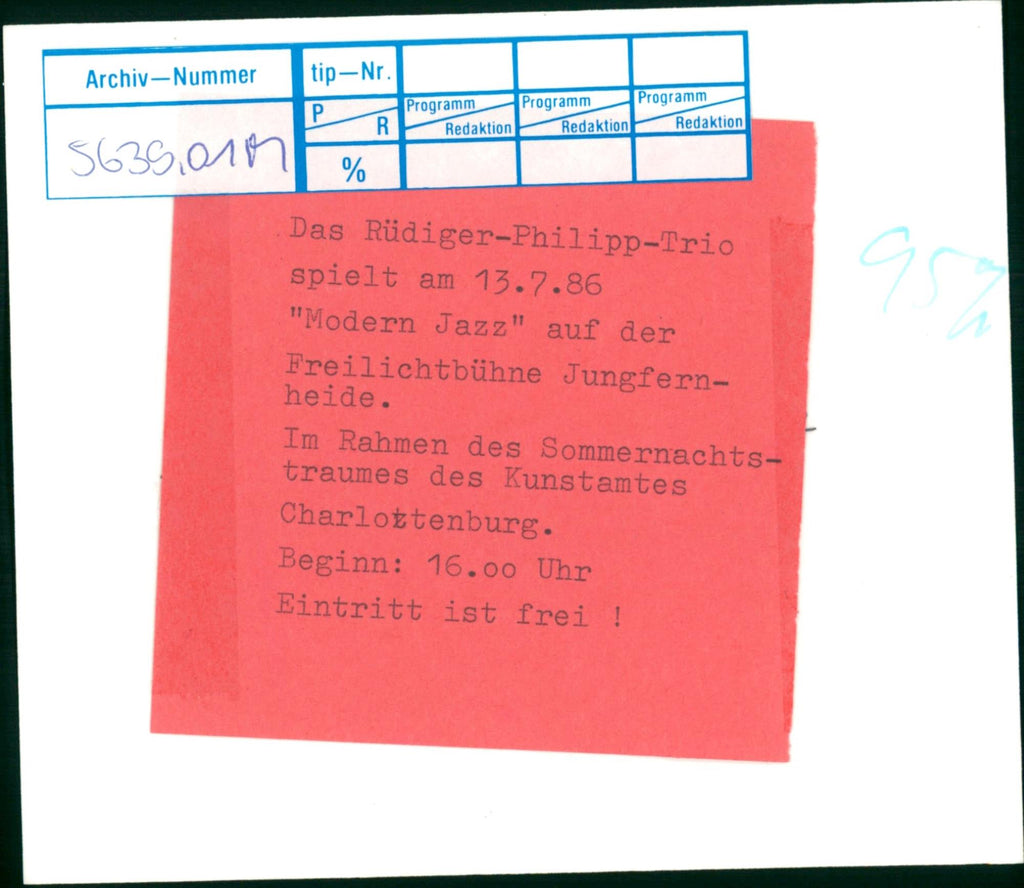 Archiv—Nummer
tip—Nr.
P
R
Programm
Redaktion
Programm
Redaktion
Programm
Redaktion
5635,01M
%
95%
Das Rüdiger-Philipp-Trio
spielt am 13.7.86
"Modern Jazz" auf der
Freilichtbühne Jungfern-
heide.
Im Rahmen des Sommernachts-
traumes des Kunstamtes
Charlottenburg.
Beginn: 16.oo Uhr
Eintritt ist frei !